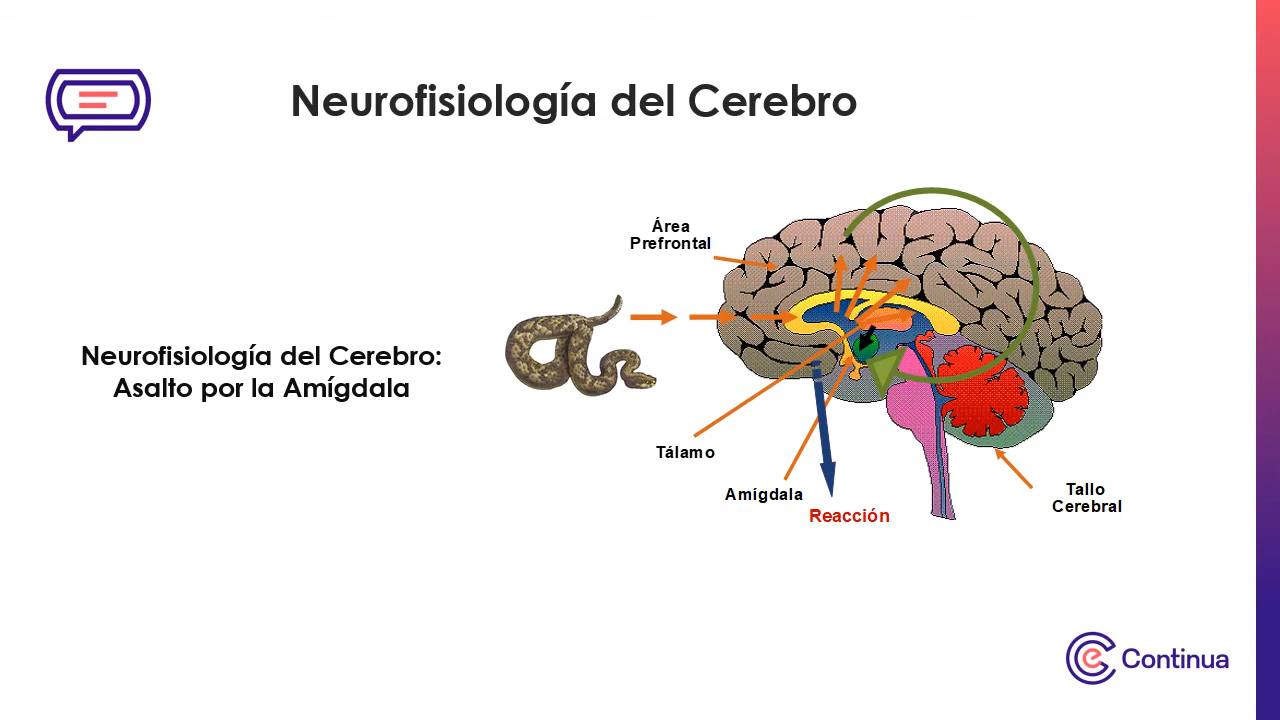 Neurofisiología del Cerebro
Área
Prefrontal
Neurofisiología del Cerebro:
Asalto por la Amígdala
Tálamo
Amígdala
Reacción
Tallo
Cerebral
e Continua